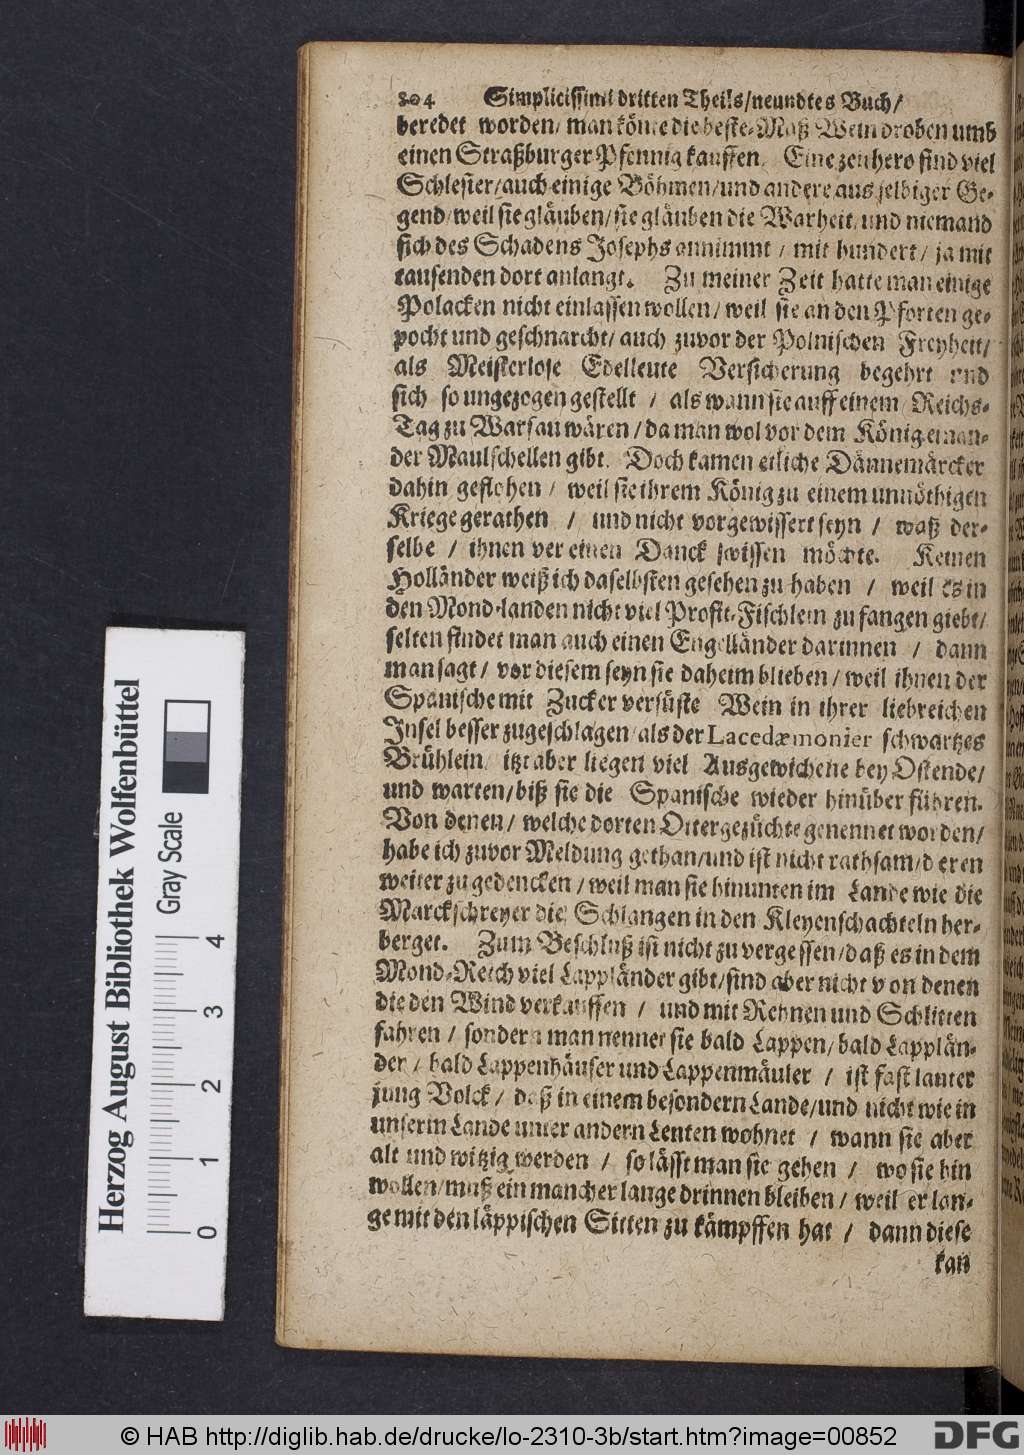 804 Simplicissimi dritten Theils/neundtes Buch/
beredet worden/ man köñe die beste-Maß Wein droben umb
einen Straßburger Pfennig kauffen. Eine zeithero sind viel
Schlesier/auch einige Böhmen/und andere aus selbiger Ge-
gend/weil sie gläuben/sie gläuben die Warheit/und niemand
sich des Schadens Josephs annimmt / mit hundert/ ja mit
tausenden dort anlangt. Zu meiner Zeit hatte man einige
Polacken nicht einlassen wollen/ weil sie an den Pforten ge-
pocht und geschnarcht/ auch zuvor der Polnischen Freyheit/
als Meisterlose Edelleute Versicherung begehrt und
sich so ungezogen gestellt / als wann sie auff einem Reichs-
Tag zu Warsau wären / da man wol vor dem König einan-
der Maulschellen gibt. Doch kamen etliche Dännemärcker
dahin geflohen / weil sie ihrem König zu einem unnöthigen
Kriege gerathen / und nicht vorgewissert seyn / waß der-
selbe / ihnen vor einen Danck wissen möchte. Keinen
Holländer weiß ich daselbsten gesehen zu haben / weil es in
den Mond-landen nicht viel Profit-Fischlein zu fangen giebt/
selten findet man auch einen Engelländer darinnen / dann
man sagt/ vor diesem seyn sie daheim blieben/ weil ihnen der
Spanische mit Zucker versüste Wein in ihrer liebreichen
Insel besser zugeschlagen/als der Lacedæmonier schwartzes
Brühlein/ itzt aber liegen viel Ausgewichene bey Ostende/
und warten/biß sie die Spanische wieder hinüber führen.
Von denen/ welche dorten Ottergezüchte genennet worden/
habe ich zuvor Meldung gethan/und ist nicht rathsam/deren
weiter zu gedencken / weil man sie hinunten im Lande wie die
Marckschreyer die Schlangen in den Kleyenschachteln her-
berget. Zum Beschluß ist nicht zu vergessen/daß es in dem
Mond-Reich viel Lappländer gibt/sind aber nicht von denen
die den Wind verkauffen / und mit Rehnen und Schlitten
fahren / sondern man nennet sie bald Lappen/ bald Lapplän-
der / bald Lappenhäuser und Lappenmäuler / ist fast lauter
jung Volck / daß in einem besondern Lande/und nicht wie in
unserm Lande unter andern Leuten wohnet / wann sie aber
alt und witzig werden / so lässt man sie gehen / wo sie hin
wollen/muß ein mancher lange drinnen bleiben / weil er lan-
ge mit den läppischen Sitten zu kämpffen hat / dann diese
kan
Herzog August Bibliothek Wolfenbüttel
Gray Scale
0 1 2 3 4
© HAB http://diglib.hab.de/drucke/lo-2310-3b/start.htm?image=00852
DFG